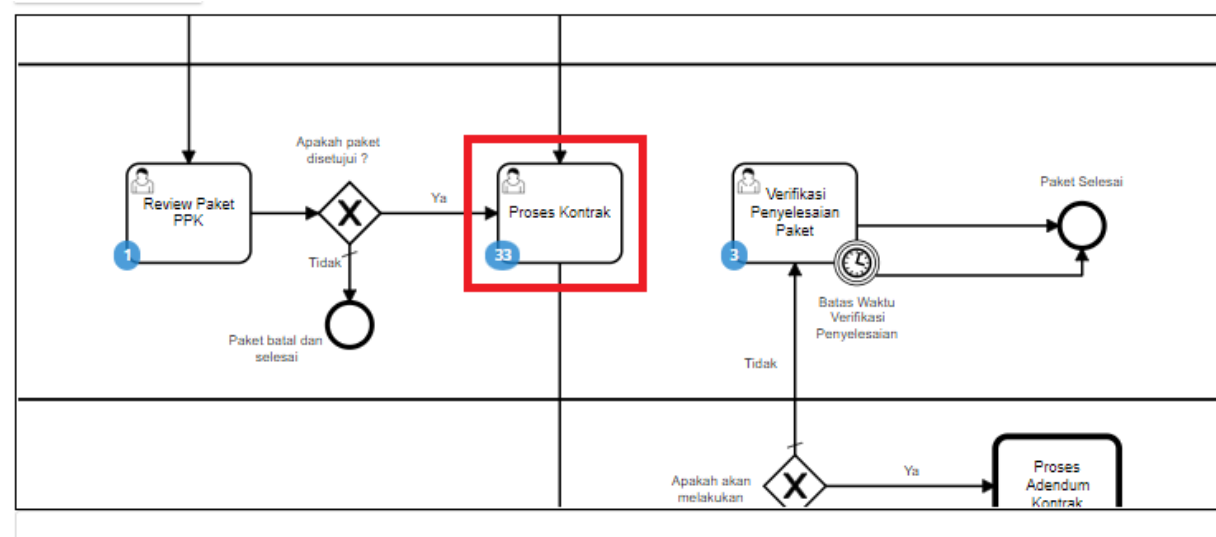 Apakah paket
disetujui ?
Review Paket
PPK
1
Ya
Tidak
Paket batal dan
selesai
Proses Kontrak
33
Verifikasi
Penyelesaian
Paket
3
Paket Selesai
Batas Waktu
Verifikasi
Penyelesaian
Tidak
Apakah akan
melakukan
Ya
Proses
Adendum
Kontrak